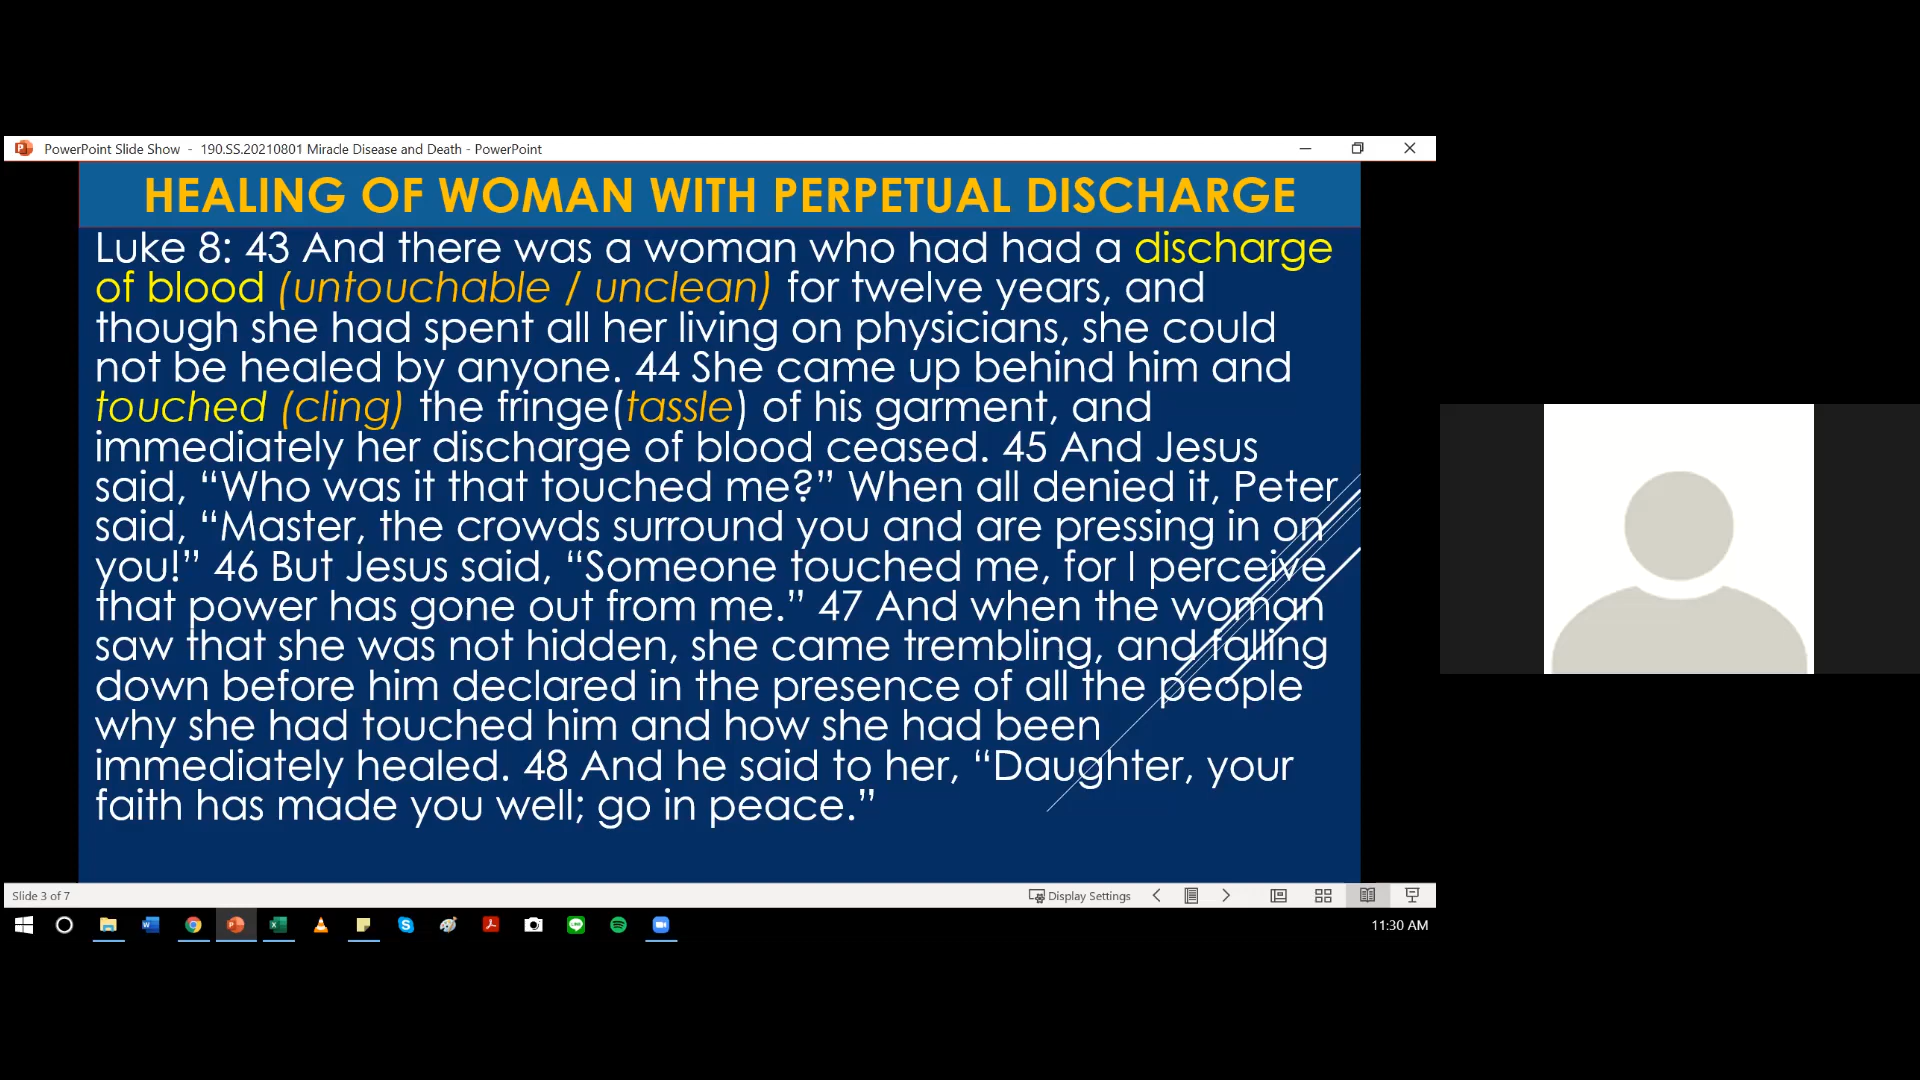 PowerPoint Slide Show - 190.SS.20210801 Miracle Disease and Death - PowerPoint
HEALING OF WOMAN WITH PERPETUAL DISCHARGE
Luke 8: 43 And there was a woman who had had a discharge
of blood (untouchable / unclean) for twelve years, and
though she had spent all her living on physicians, she could
not be healed by anyone. 44 She came up behind him and
touched (cling) the fringe(tassle) of his garment, and
immediately her discharge of blood ceased. 45 And Jesus
said, “Who was it that touched me?” When all denied it, Peter
said, “Master, the crowds surround you and are pressing in on
you!” 46 But Jesus said, “Someone touched me, for I perceive
that power has gone out from me.” 47 And when the woman
saw that she was not hidden, she came trembling, and falling
down before him declared in the presence of all the people
why she had touched him and how she had been
immediately healed. 48 And he said to her, “Daughter, your
faith has made you well; go in peace.”
Slide 3 of 7
Display Settings
11:30 AM